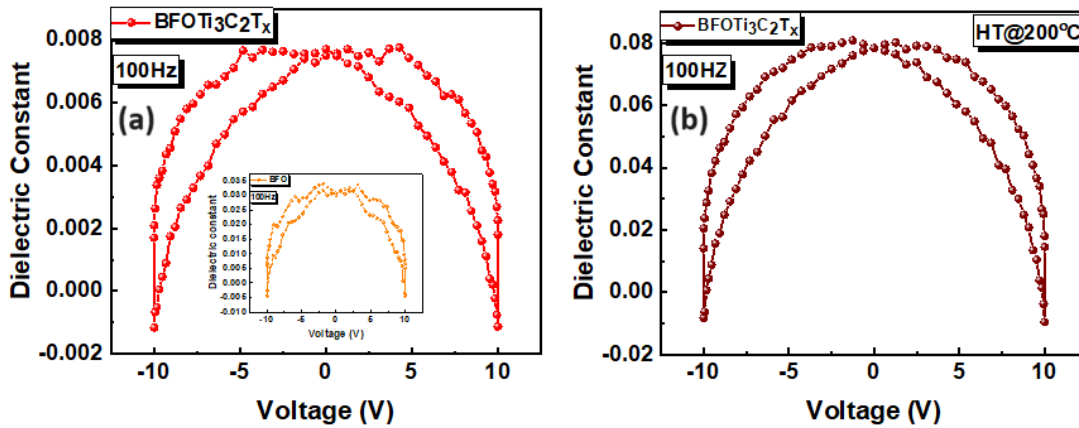 BFOTi₃C₂Tₓ
100Hz
(a)
0.008
0.006
0.004
0.002
0.000
-0.002
Dielectric Constant
-10 -5 0 5 10
Voltage (V)
BFO
100Hz
0.035
0.030
0.025
0.020
0.015
0.010
0.005
0.000
-0.005
-0.010
Dielectric constant
-10 -5 0 5 10
Voltage (V)
BFOTi₃C₂Tₓ
HT@200°C
100HZ
(b)
0.08
0.06
0.04
0.02
0.00
-0.02
Dielectric Constant
-10 -5 0 5 10
Voltage (V)